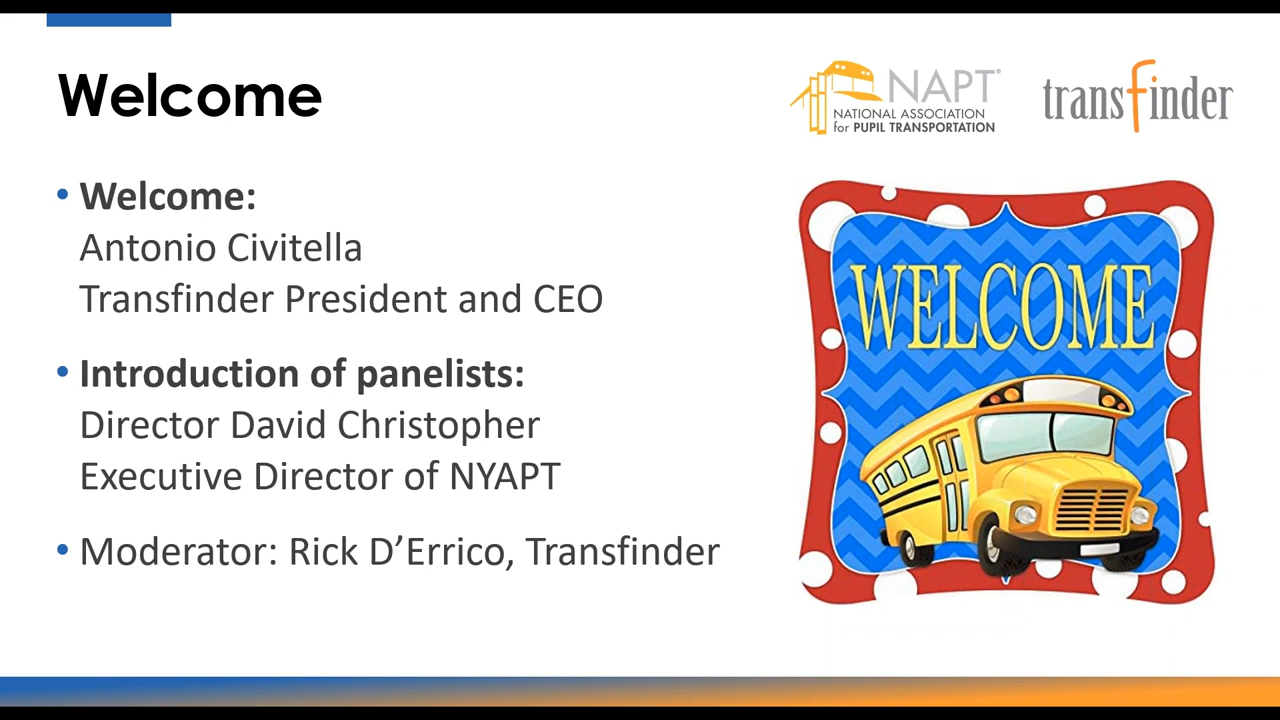 Welcome
NAPT®
NATIONAL ASSOCIATION
for PUPIL TRANSPORTATION
transfinder
• Welcome:
Antonio Civitella
Transfinder President and CEO
• Introduction of panelists:
Director David Christopher
Executive Director of NYAPT
• Moderator: Rick D’Errico, Transfinder
WELCOME